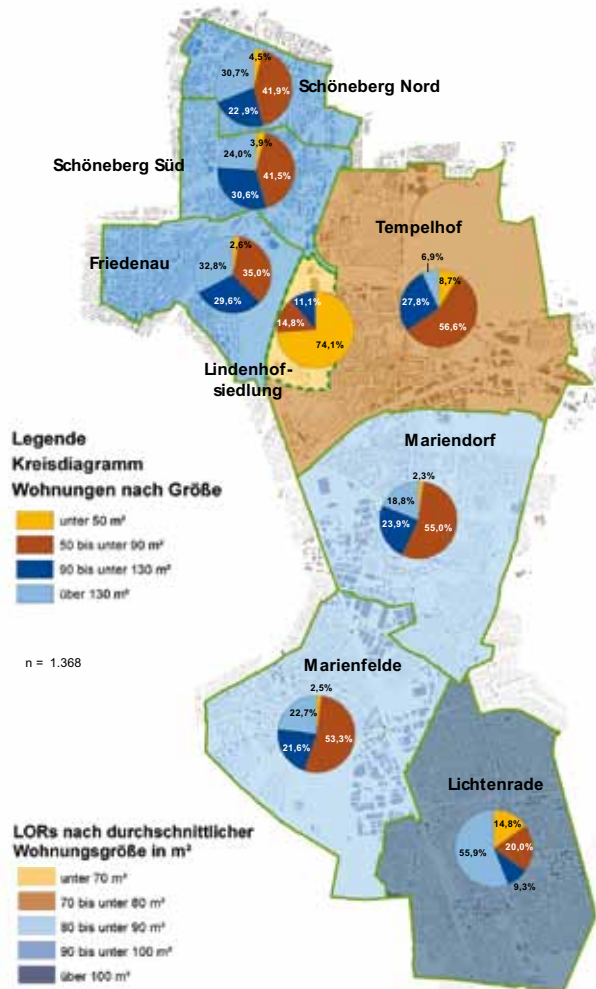 4,5%
30,7%
41,9%
22 ,9%
Schöneberg Nord
3,9%
24,0%
41,5%
30,6%
Schöneberg Süd
Tempelhof
6,9%
8,7%
27,8%
56,6%
Friedenau
2,6%
32,8%
35,0%
29,6%
11,1%
14,8%
74,1%
Lindenhof-
siedlung
Legende
Kreisdiagramm
Wohnungen nach Größe
unter 50 m²
50 bis unter 90 m²
90 bis unter 130 m²
über 130 m²
n = 1.368
Mariendorf
2,3%
18,8%
55,0%
23,9%
Marienfelde
2,5%
22,7%
53,3%
21,6%
Lichtenrade
14,8%
20,0%
55,9%
9,3%
LORs nach durchschnittlicher
Wohnungsgröße in m²
unter 70 m²
70 bis unter 80 m²
80 bis unter 90 m²
90 bis unter 100 m²
über 100 m²